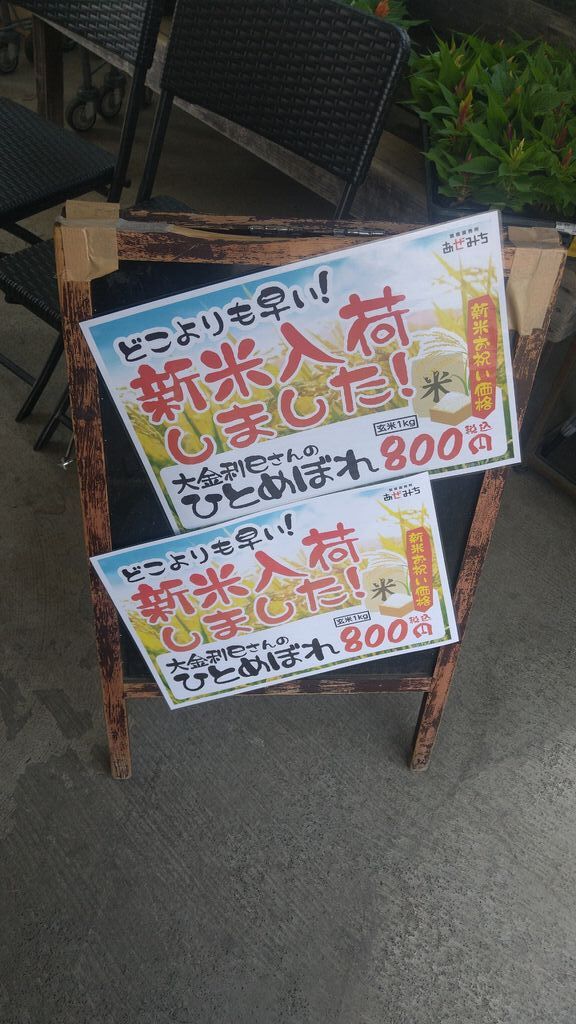 あぜみち
どこよりも早い!
新米入荷
しました!
新米お祝い価格
米
玄米1kg
大金利巳さんの
ひとめぼれ
800円
税込
あぜみち
どこよりも早い!
新米入荷
しました!
新米お祝い価格
米
玄米1kg
大金利巳さんの
ひとめぼれ
800円
税込